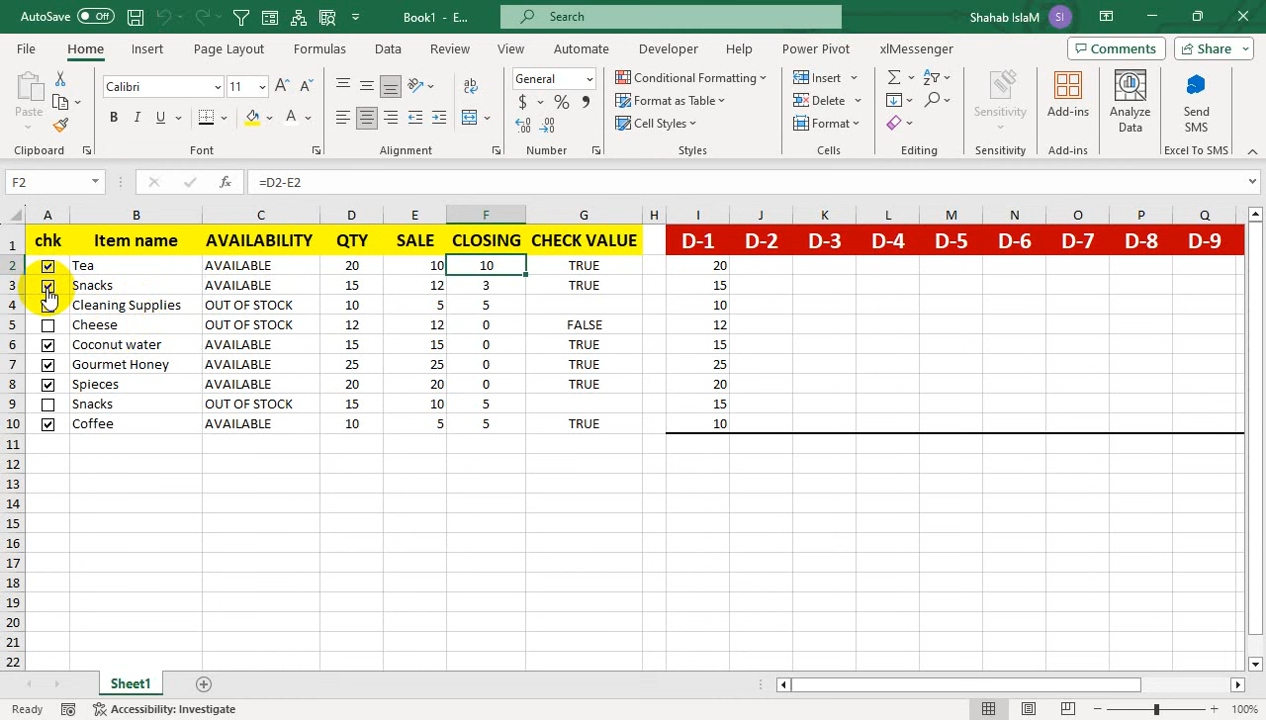 AutoSave Off Book1 - E... Search Shahab IslaM SI
File Home Insert Page Layout Formulas Data Review View Automate Developer Help Power Pivot xlMessenger Comments Share
Paste Calibri 11 General Conditional Formatting Format as Table Cell Styles Insert Delete Format Sensitivity Add-ins Analyze Data Send SMS
Clipboard Font Alignment Number Styles Cells Editing Sensitivity Add-ins Excel To SMS
F2 fx =D2-E2
A B C D E F G H I J K L M N O P Q
1 chk Item name AVAILABILITY QTY SALE CLOSING CHECK VALUE D-1 D-2 D-3 D-4 D-5 D-6 D-7 D-8 D-9
2 Tea AVAILABLE 20 10 10 TRUE 20
3 Snacks AVAILABLE 15 12 3 TRUE 15
4 Cleaning Supplies OUT OF STOCK 10 5 5 10
5 Cheese OUT OF STOCK 12 12 0 FALSE 12
6 Coconut water AVAILABLE 15 15 0 TRUE 15
7 Gourmet Honey AVAILABLE 25 25 0 TRUE 25
8 Spieces AVAILABLE 20 20 0 TRUE 20
9 Snacks OUT OF STOCK 15 10 5 15
10 Coffee AVAILABLE 10 5 5 TRUE 10
11
12
13
14
15
16
17
18
19
20
21
22
Sheet1
Ready Accessibility: Investigate 100%